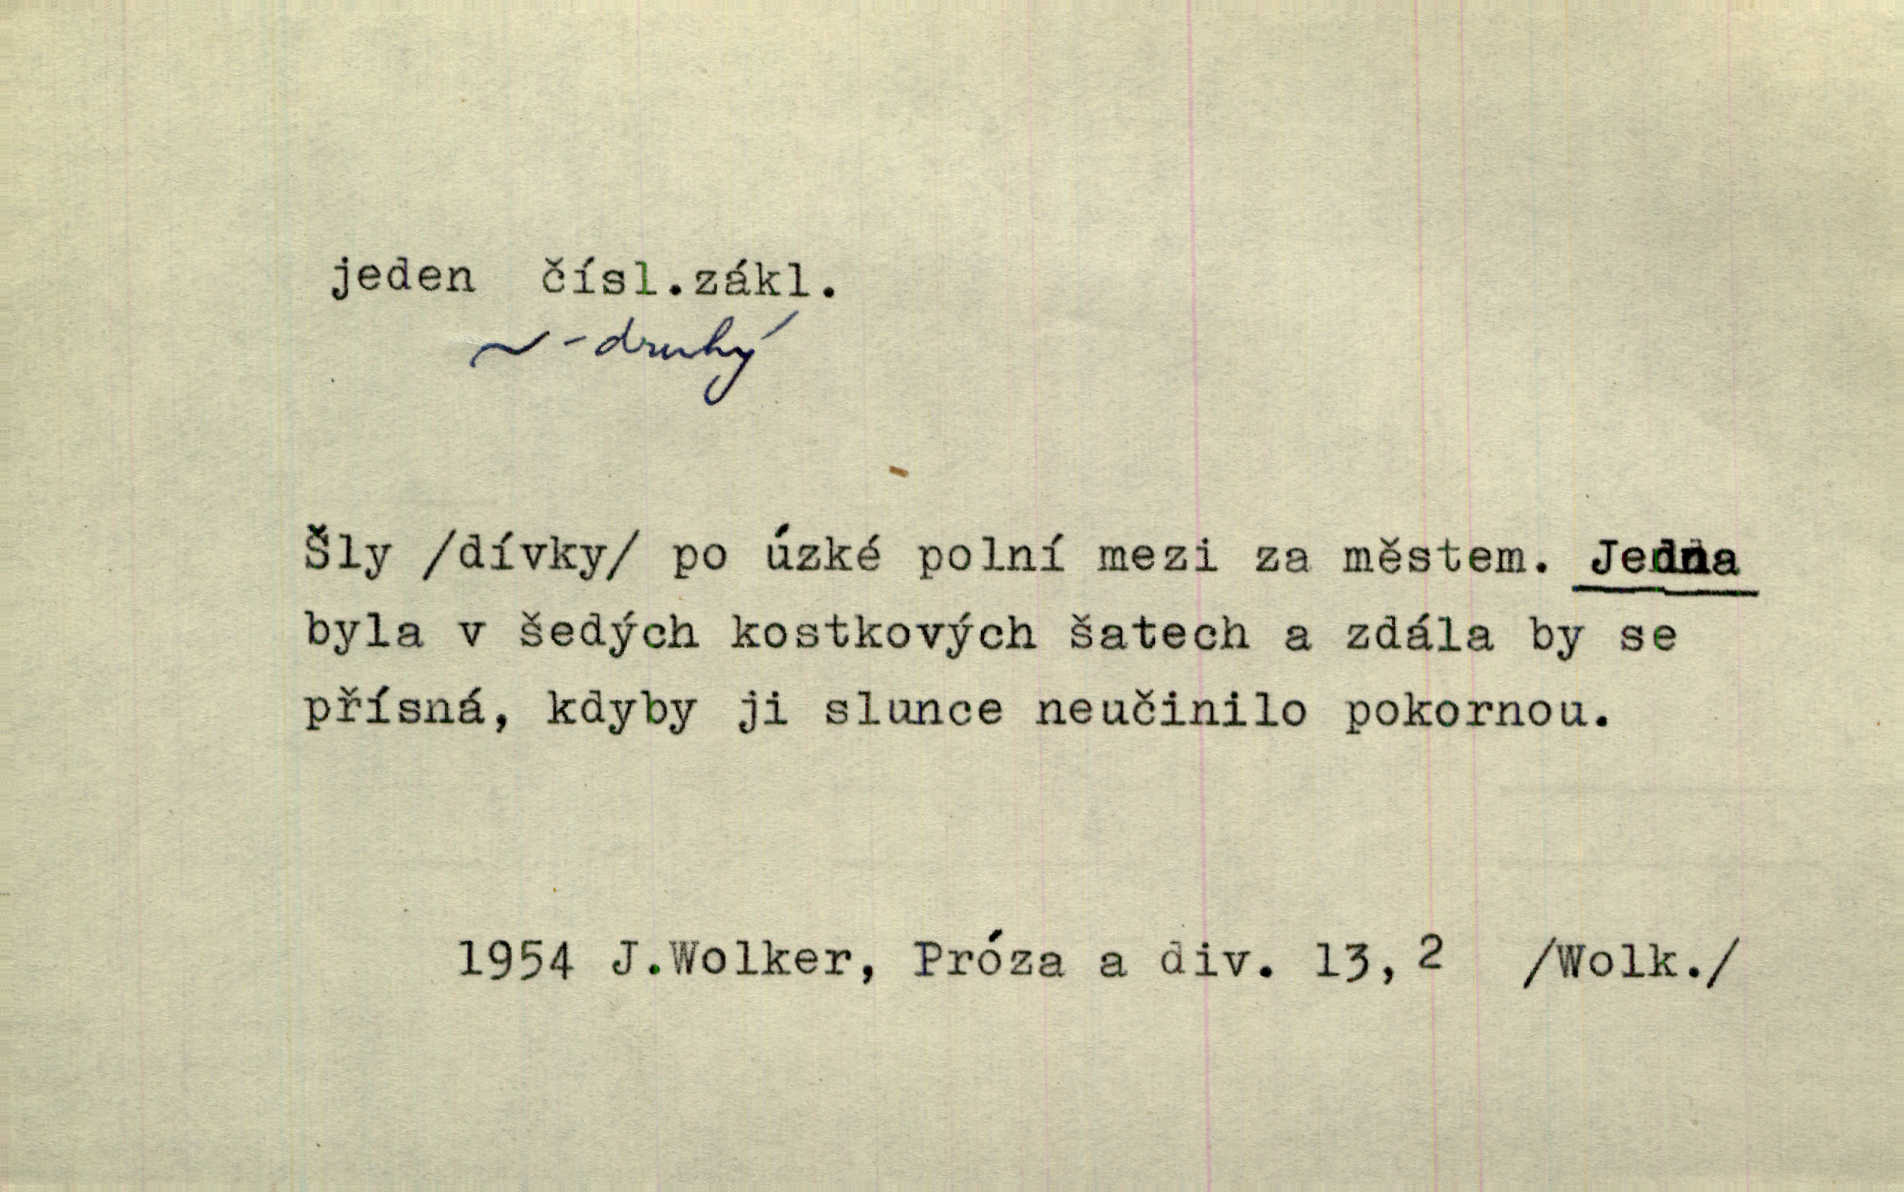 jeden čísl.zákl.
~ - druhý
Šly /dívky/ po úzké polní mezi za městem. Jedna
byla v šedých kostkových šatech a zdála by se
přísná, kdyby ji slunce neučinilo pokornou.
1954 J.Wolker, Próza a div. 13,2 /Wolk./